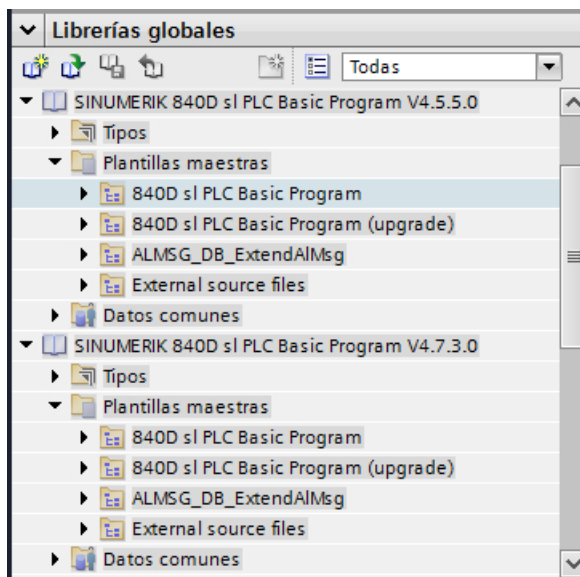 Librerías globales
Todas
SINUMERIK 840D sl PLC Basic Program V4.5.5.0
Tipos
Plantillas maestras
840D sl PLC Basic Program
840D sl PLC Basic Program (upgrade)
ALMSG_DB_ExtendAlMsg
External source files
Datos comunes
SINUMERIK 840D sl PLC Basic Program V4.7.3.0
Tipos
Plantillas maestras
840D sl PLC Basic Program
840D sl PLC Basic Program (upgrade)
ALMSG_DB_ExtendAlMsg
External source files
Datos comunes